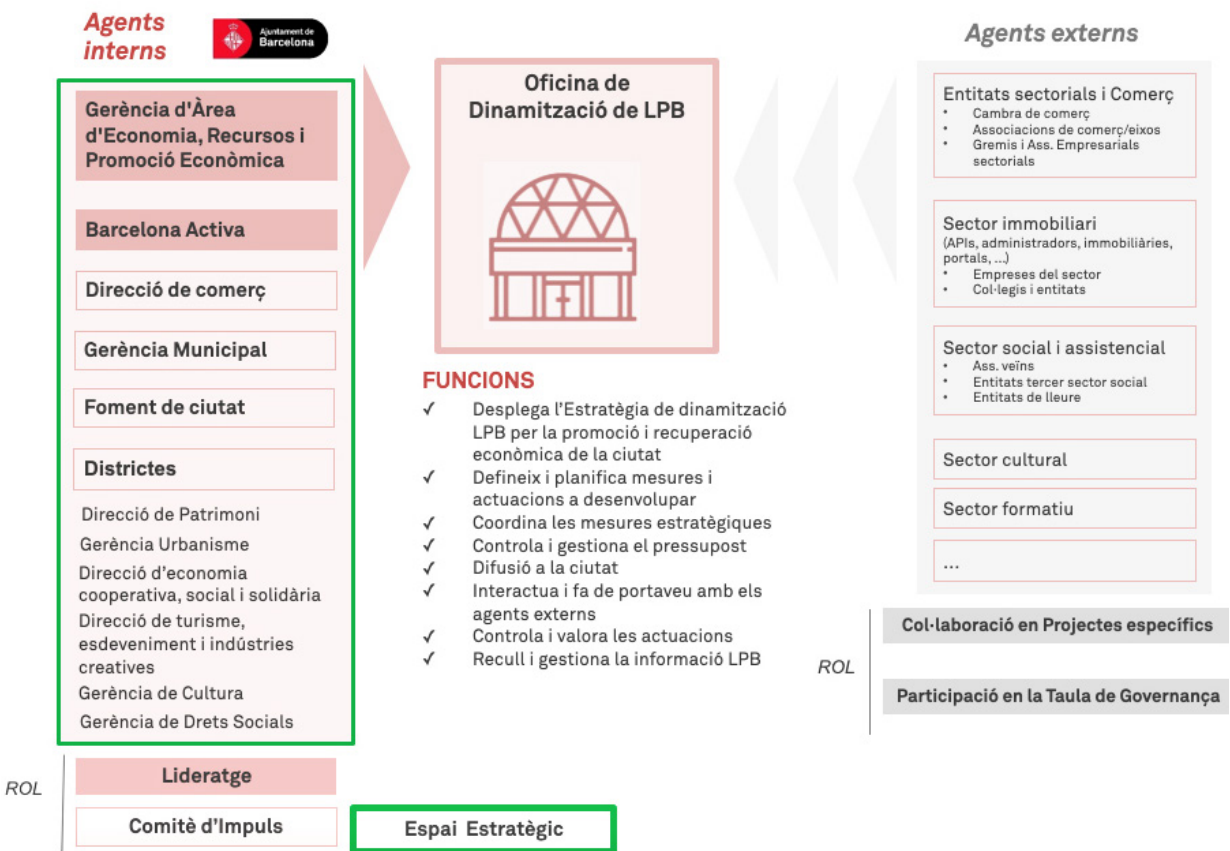 Agents
interns
Ajuntament de
Barcelona
Gerència d'Àrea
d'Economia, Recursos i
Promoció Econòmica
Barcelona Activa
Direcció de comerç
Gerència Municipal
Foment de ciutat
Districtes
Direcció de Patrimoni
Gerència Urbanisme
Direcció d'economia
cooperativa, social i solidària
Direcció de turisme,
esdeveniment i indústries
creatives
Gerència de Cultura
Gerència de Drets Socials
ROL
Lideratge
Comitè d'Impuls
Espai Estratègic
Oficina de
Dinamització de LPB
FUNCIONS
✓ Desplega l'Estratègia de dinamització
LPB per la promoció i recuperació
econòmica de la ciutat
✓ Defineix i planifica mesures i
actuacions a desenvolupar
✓ Coordina les mesures estratègiques
✓ Controla i gestiona el pressupost
✓ Difusió a la ciutat
✓ Interactua i fa de portaveu amb els
agents externs
✓ Controla i valora les actuacions
✓ Recull i gestiona la informació LPB
Agents externs
Entitats sectorials i Comerç
• Cambra de comerç
• Associacions de comerç/eixos
• Gremis i Ass. Empresarials
sectorials
Sector immobiliari
(APIs, administradors, immobiliàries,
portals, ...)
• Empreses del sector
• Col·legis i entitats
Sector social i assistencial
• Ass. veïns
• Entitats tercer sector social
• Entitats de lleure
Sector cultural
Sector formatiu
...
ROL
Col·laboració en Projectes específics
Participació en la Taula de Governança